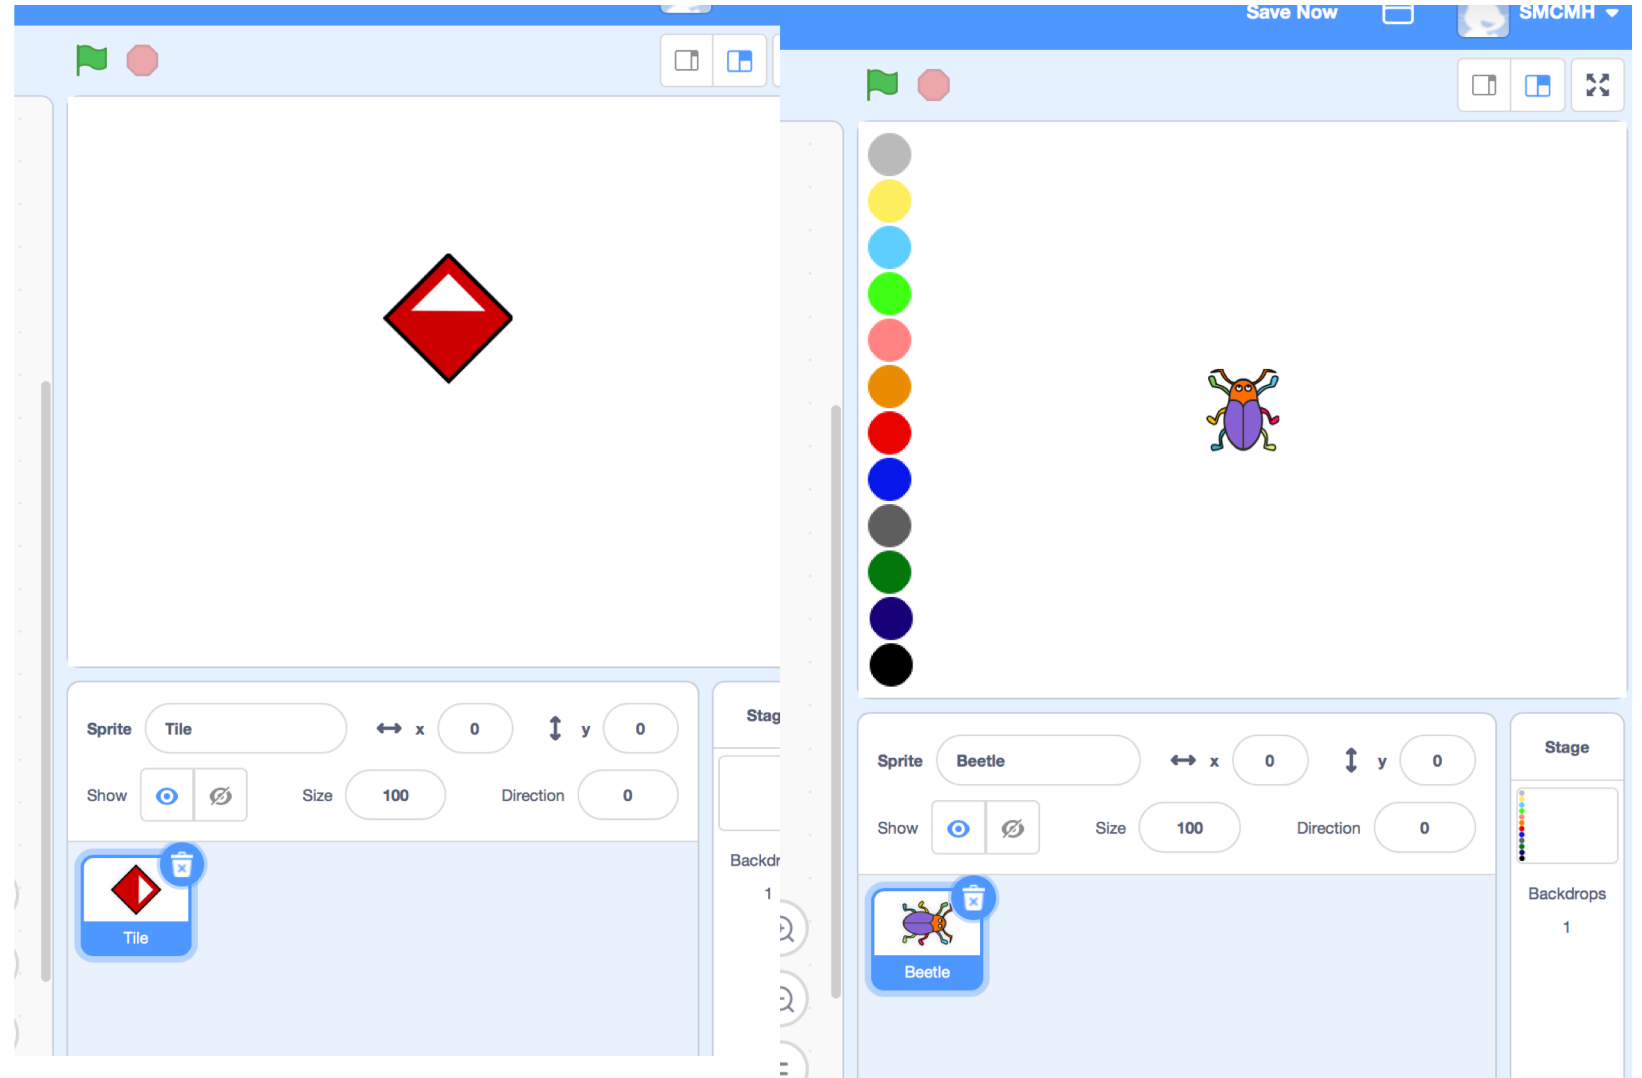 Save Now
SMCMH
Sprite Tile x 0 y 0
Show Size 100 Direction 0
Tile
Stag
Backdr
1
Sprite Beetle x 0 y 0
Show Size 100 Direction 0
Beetle
Stage
Backdrops
1